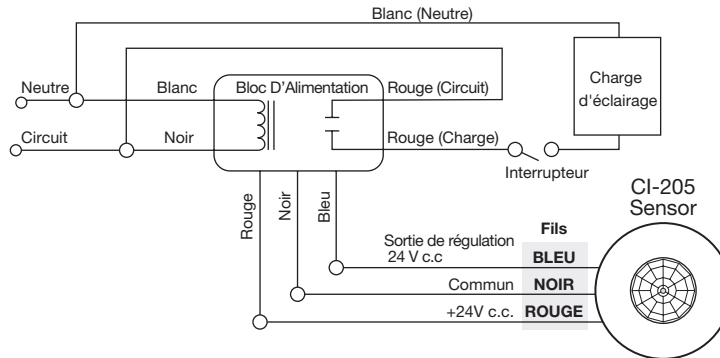 Blanc (Neutre)
Neutre
Blanc
Bloc D'Alimentation
Rouge (Circuit)
Charge
d'éclairage
Circuit
Noir
Rouge (Charge)
Interrupteur
Rouge
Noir
Bleu
CI-205
Sensor
Fils
Sortie de régulation
24 V c.c
BLEU
Commun
NOIR
+24V c.c.
ROUGE